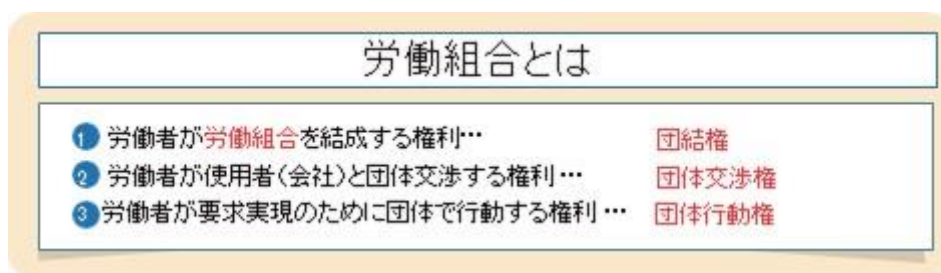 労働組合とは
① 労働者が労働組合を結成する権利… 団結権
② 労働者が使用者(会社)と団体交渉する権利… 団体交渉権
③ 労働者が要求実現のために団体で行動する権利… 団体行動権